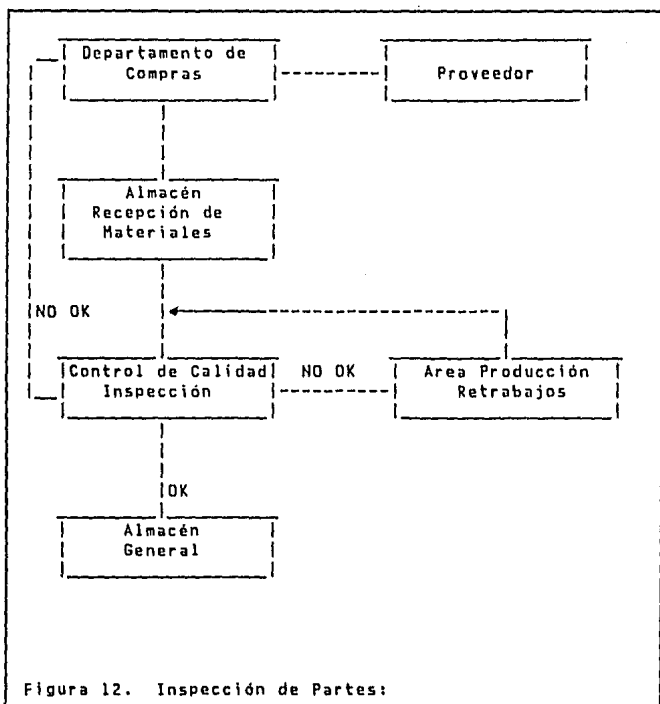 Departamento de
Compras
Proveedor
Almacén
Recepción de
Materiales
NO OK
Control de Calidad
Inspección
NO OK
Area Producción
Retrabajos
OK
Almacén
General
Figura 12. Inspección de Partes: